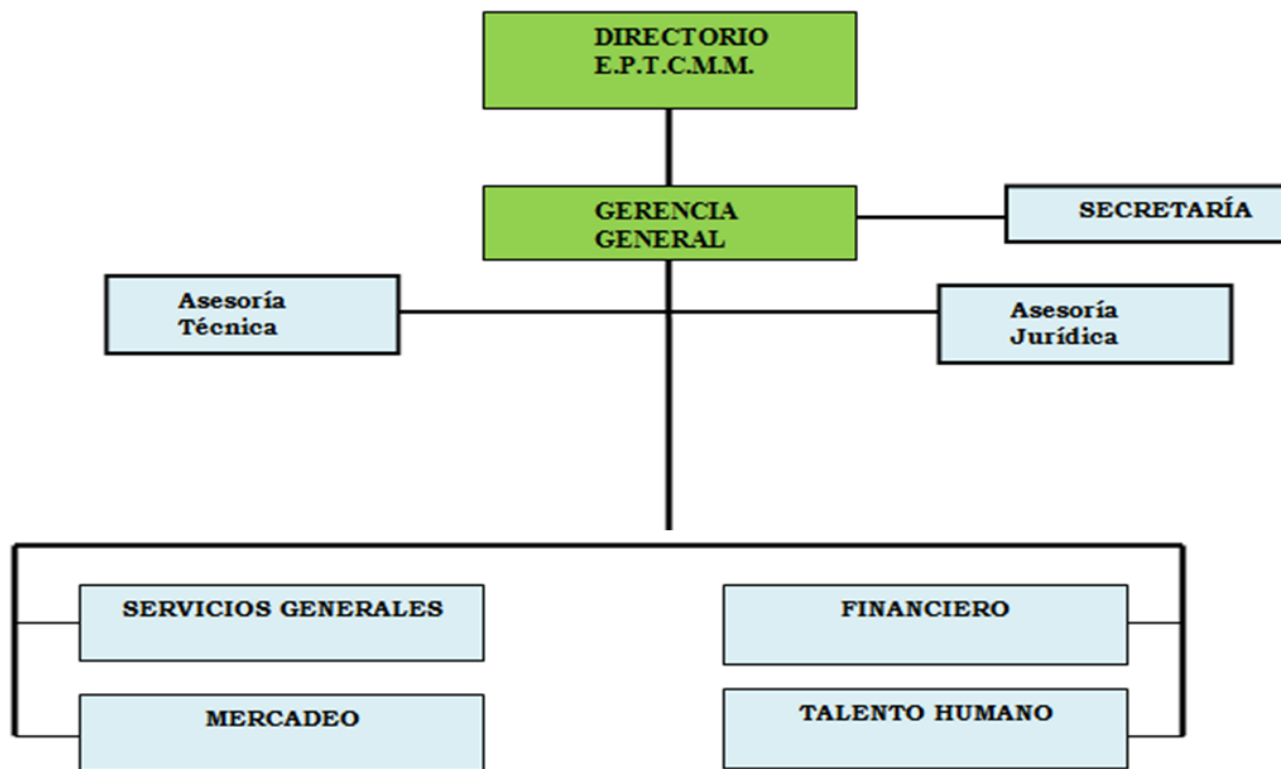 DIRECTORIO
E.P.T.C.M.M.
GERENCIA
GENERAL
SECRETARÍA
Asesoría
Técnica
Asesoría
Jurídica
SERVICIOS GENERALES
FINANCIERO
MERCADEO
TALENTO HUMANO